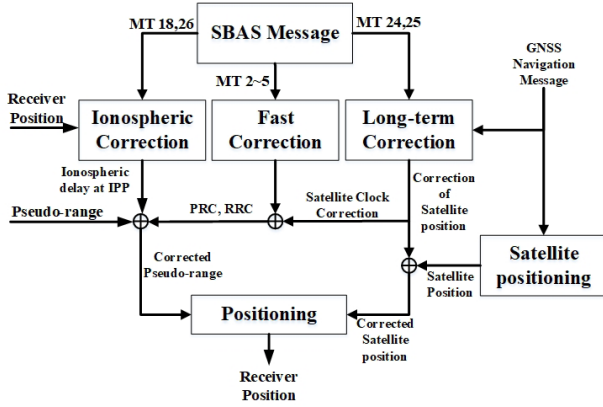 MT 18,26
SBAS Message
MT 24,25
GNSS
Navigation
Message
MT 2~5
Receiver
Position
Ionospheric
Correction
Fast
Correction
Long-term
Correction
Ionospheric
delay at IPP
Satellite Clock
Correction
Correction
of
Satellite
position
Pseudo-range
PRC, RRC
Corrected
Pseudo-range
Satellite
Position
Satellite
positioning
Positioning
Corrected
Satellite
position
Receiver
Position